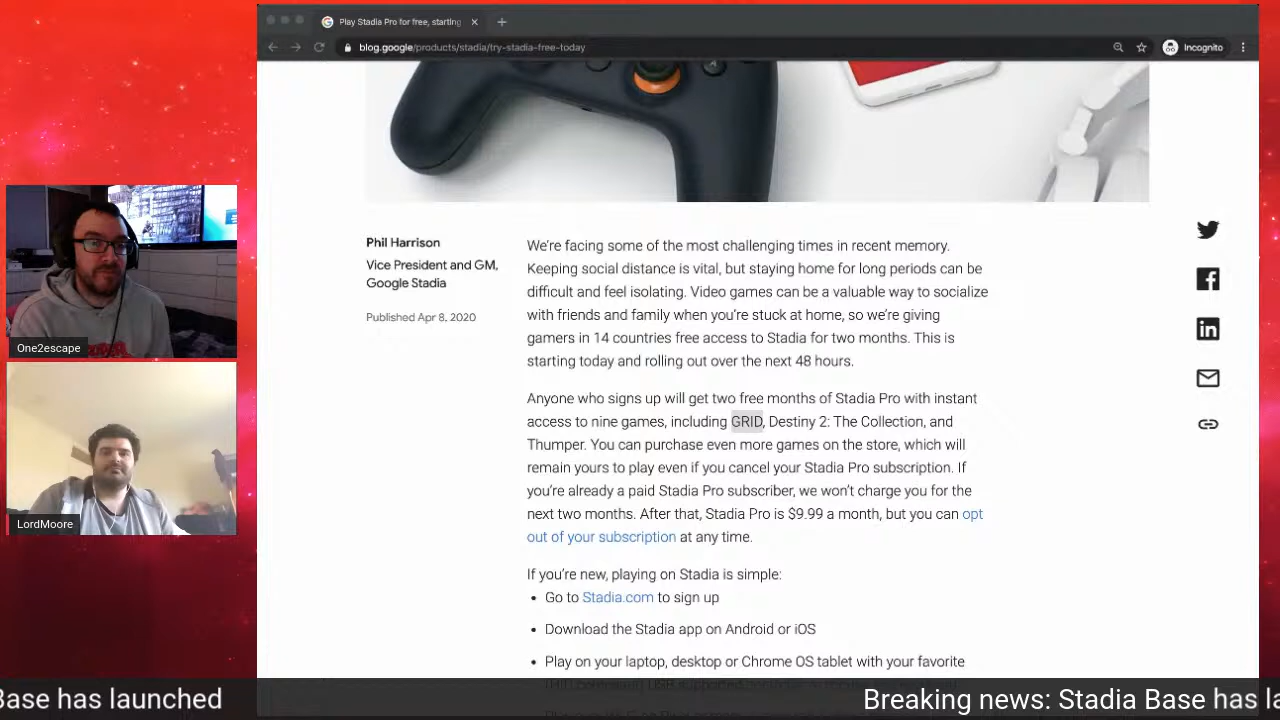 Play Stadia Pro for free, starting
blog.google/products/stadia/try-stadia-free-today
Incognito
Phil Harrison
Vice President and GM,
Google Stadia
Published Apr 8, 2020
We're facing some of the most challenging times in recent memory.
Keeping social distance is vital, but staying home for long periods can be
difficult and feel isolating. Video games can be a valuable way to socialize
with friends and family when you're stuck at home, so we're giving
gamers in 14 countries free access to Stadia for two months. This is
starting today and rolling out over the next 48 hours.
Anyone who signs up will get two free months of Stadia Pro with instant
access to nine games, including GRID, Destiny 2: The Collection, and
Thumper. You can purchase even more games on the store, which will
remain yours to play even if you cancel your Stadia Pro subscription. If
you're already a paid Stadia Pro subscriber, we won't charge you for the
next two months. After that, Stadia Pro is $9.99 a month, but you can opt
out of your subscription at any time.
If you're new, playing on Stadia is simple:
• Go to Stadia.com to sign up
• Download the Stadia app on Android or iOS
• Play on your laptop, desktop or Chrome OS tablet with your favorite
One2escape
LordMoore
Base has launched
Breaking news: Stadia Base has la